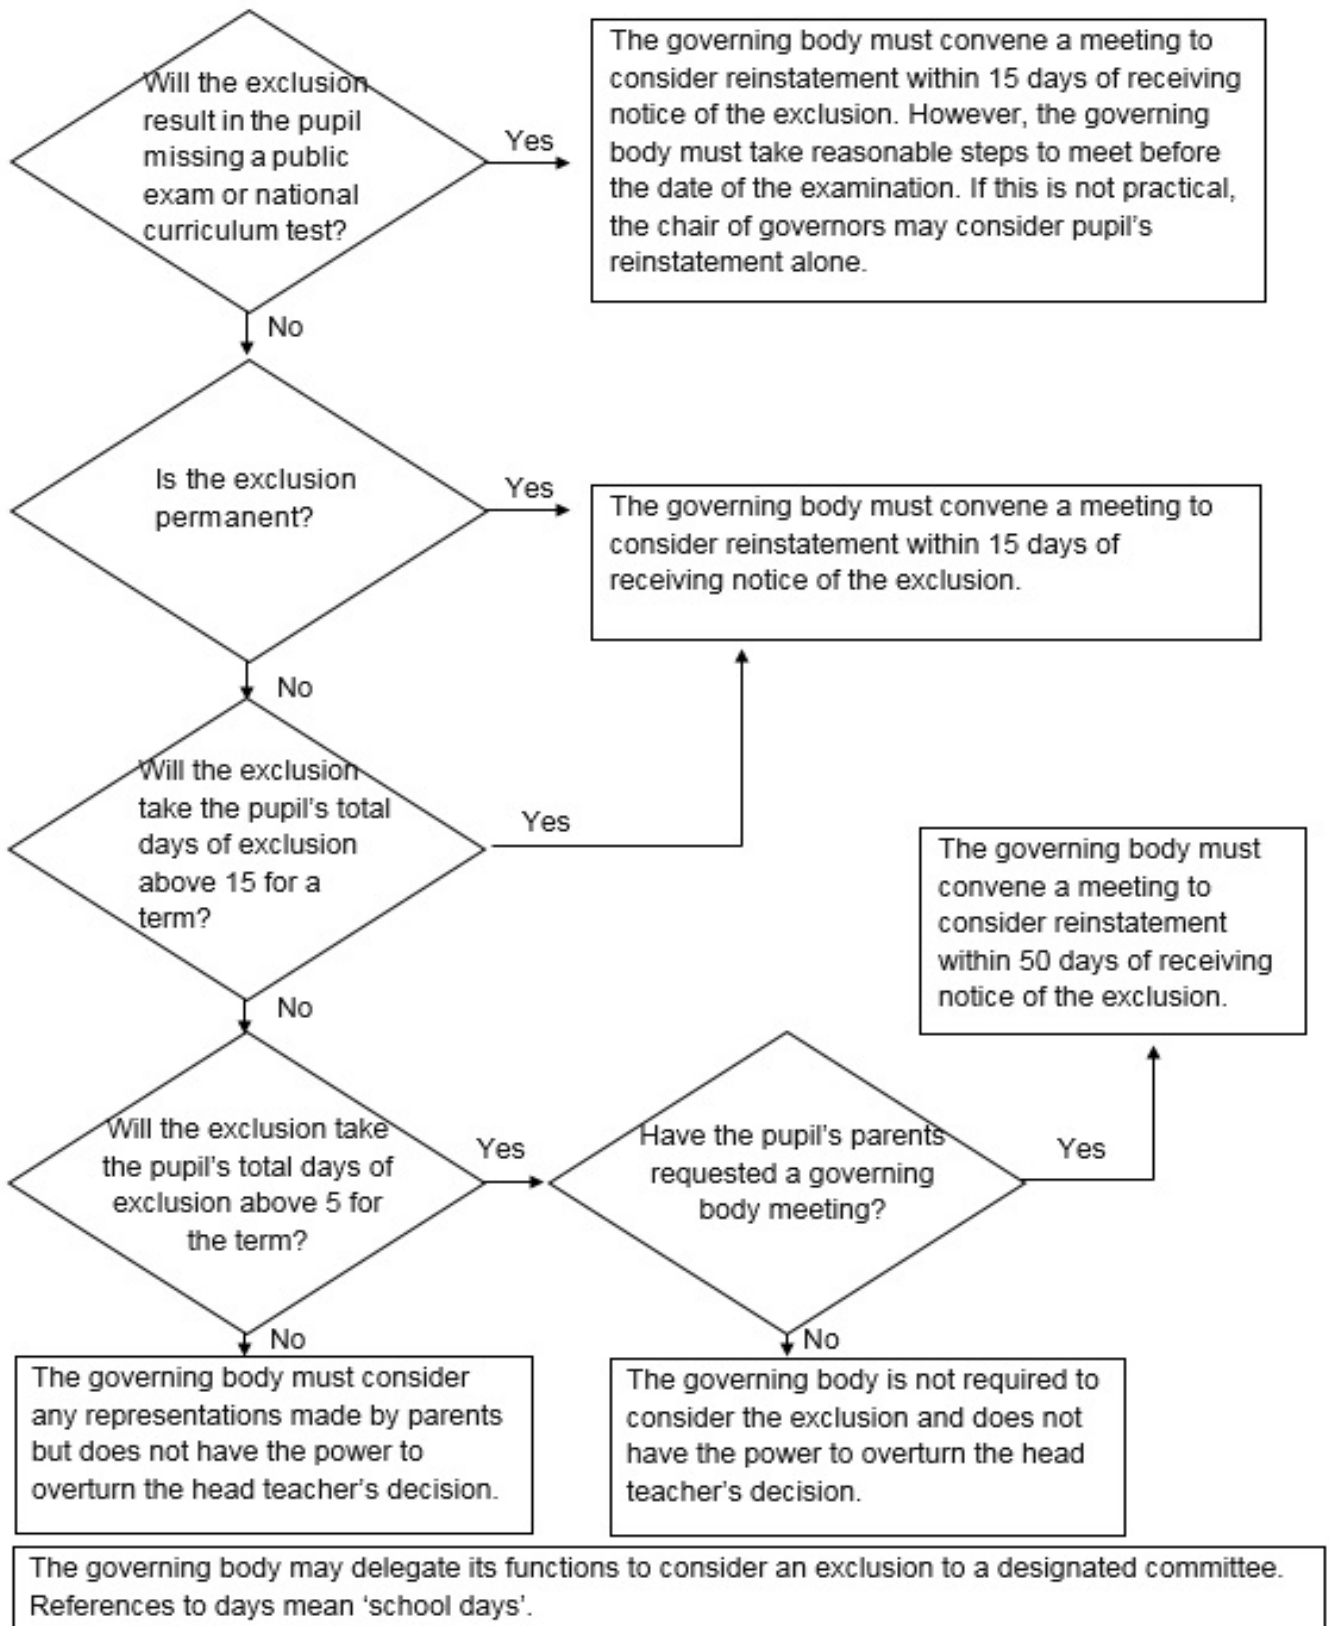 Will the exclusion
result in the pupil
missing a public
exam or national
curriculum test?
Yes
The governing body must convene a meeting to
consider reinstatement within 15 days of receiving
notice of the exclusion. However, the governing
body must take reasonable steps to meet before
the date of the examination. If this is not practical,
the chair of governors may consider pupil's
reinstatement alone.
No
Is the exclusion
permanent?
Yes
The governing body must convene a meeting to
consider reinstatement within 15 days of
receiving notice of the exclusion.
No
Will the exclusion
take the pupil's total
days of exclusion
above 15 for a
term?
Yes
The governing body must
convene a meeting to
consider reinstatement
within 50 days of receiving
notice of the exclusion.
No
Will the exclusion take
the pupil's total days of
exclusion above 5 for
the term?
Yes
Have the pupil's parents
requested a governing
body meeting?
Yes
No
The governing body must consider
any representations made by parents
but does not have the power to
overturn the head teacher's decision.
No
The governing body is not required to
consider the exclusion and does not
have the power to overturn the head
teacher's decision.
The governing body may delegate its functions to consider an exclusion to a designated committee.
References to days mean 'school days'.